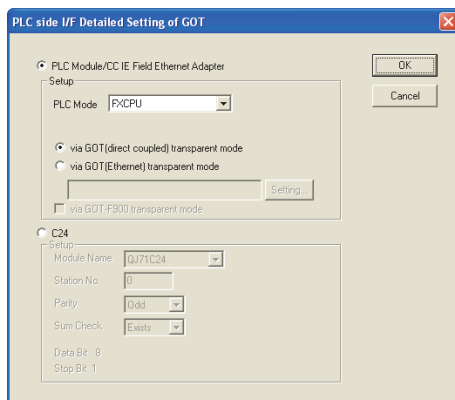 PLC side I/F Detailed Setting of GOT
PLC Module/CC IE Field Ethernet Adapter
OK
Setup
Cancel
PLC Mode FXCPU
via GOT(direct coupled) transparent mode
via GOT(Ethernet) transparent mode
Setting...
via GOT-F900 transparent mode
C24
Setup
Module Name QJ71C24
Station No. 0
Parity Odd
Sum Check Exists
Data Bit 8
Stop Bit 1